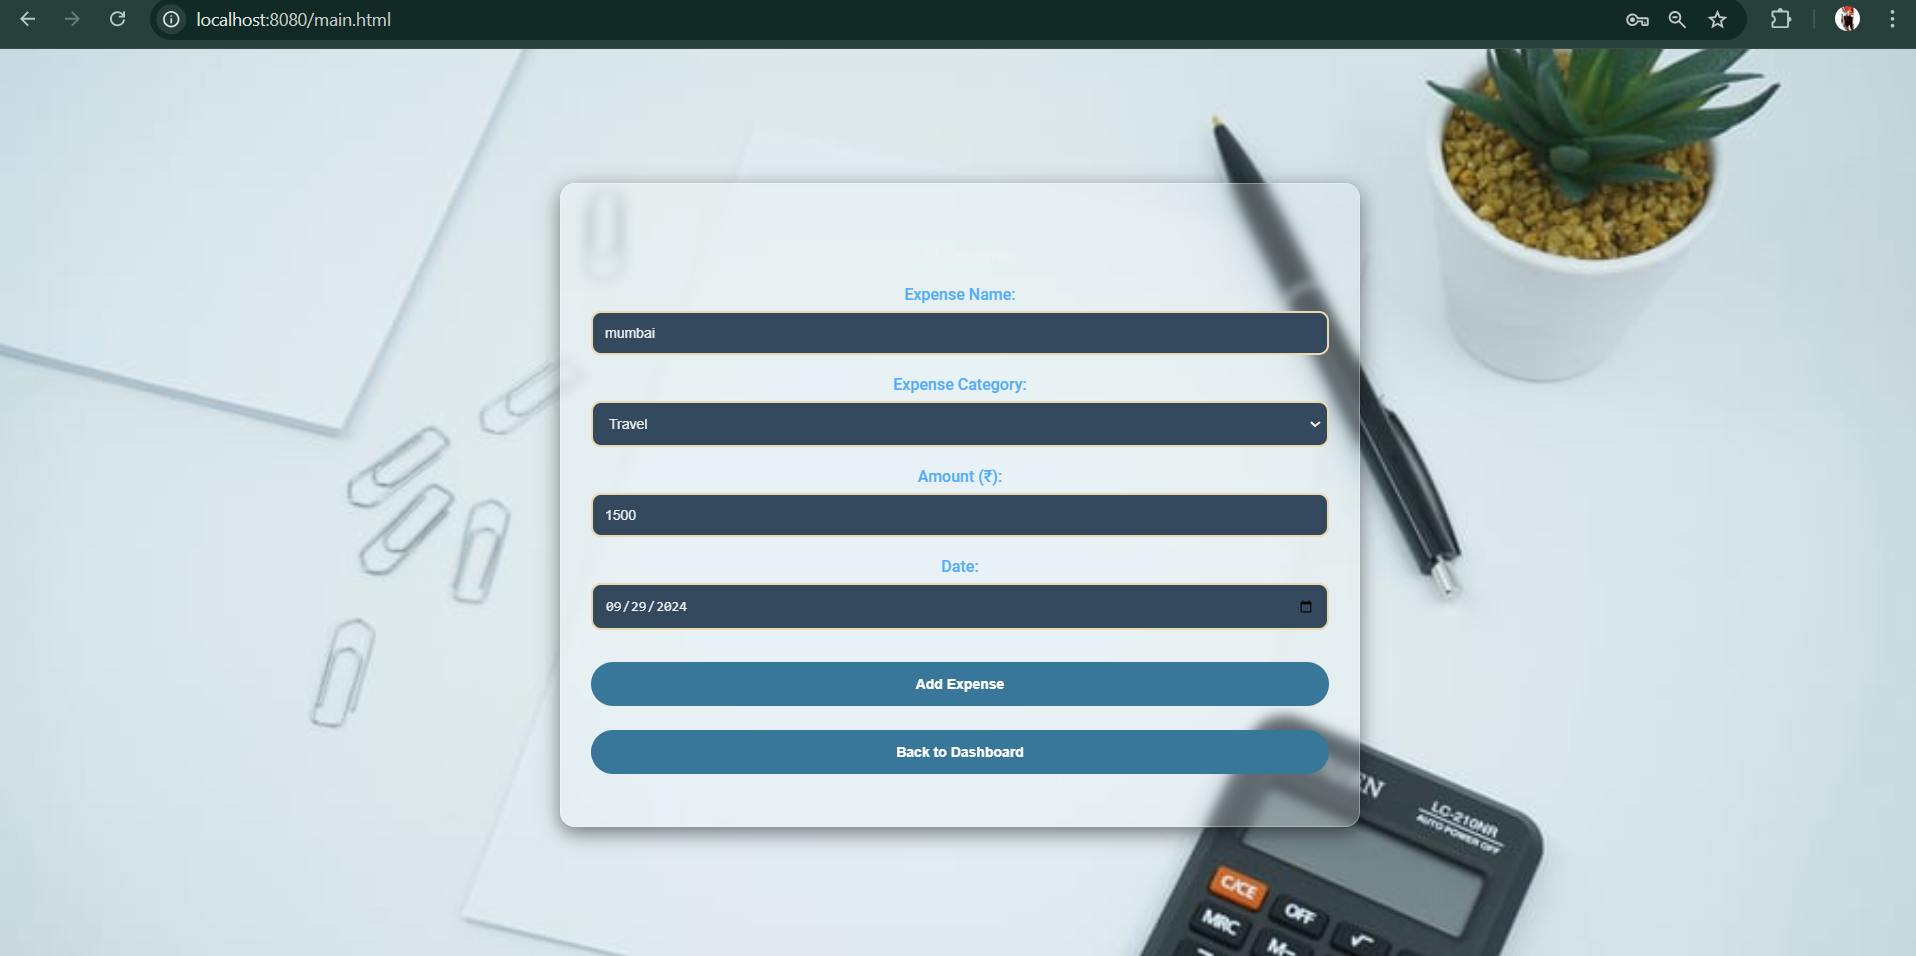 localhost:8080/main.html
Expense Name:
mumbai
Expense Category:
Travel
Amount (₹):
1500
Date:
09/29/2024
Add Expense
Back to Dashboard
EN
LC-210NR
AUTO POWER OFF
C/CE
OFF
√
MRC
M–